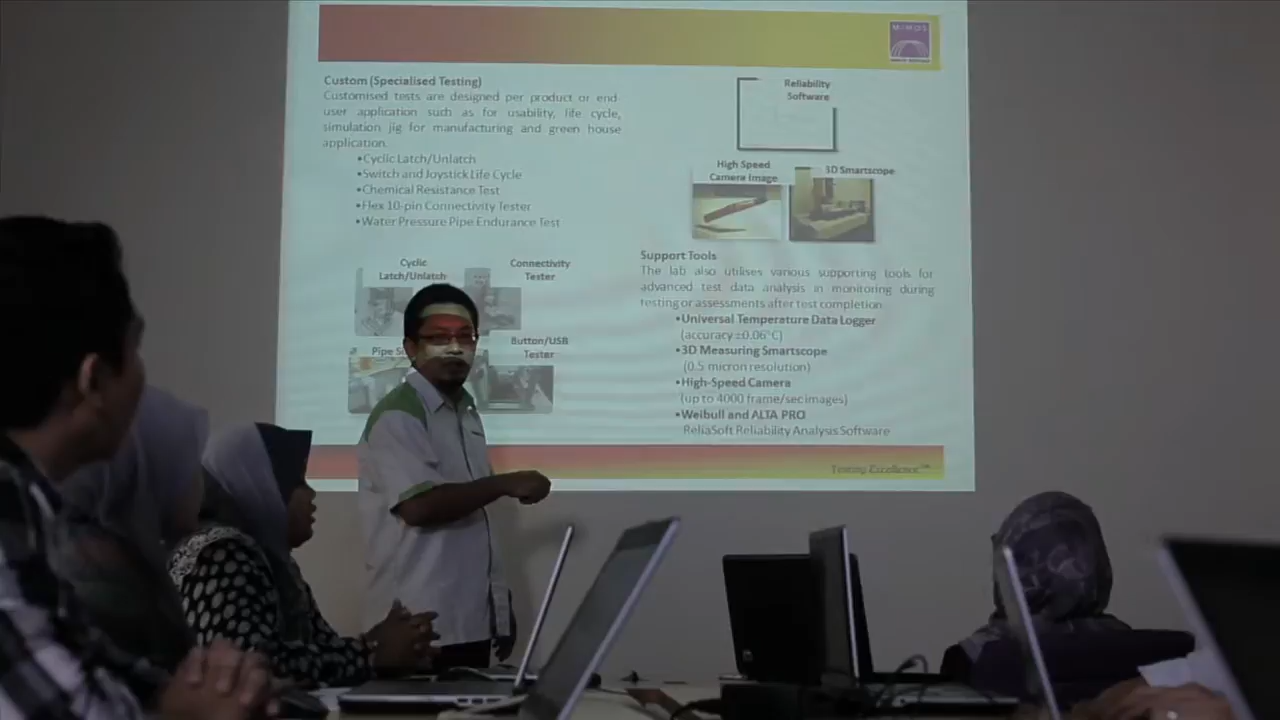 MIMOS
Custom (Specialised Testing)
Customised tests are designed per product or end
user application such as for usability, life cycle,
simulation jig for manufacturing and green house
application.
•Cyclic Latch/Unlatch
•Switch and Joystick Life Cycle
•Chemical Resistance Test
•Flex 10-pin Connectivity Tester
•Water Pressure Pipe Endurance Test
Cyclic
Latch/Unlatch
Connectivity
Tester
Pipe
Button/USB
Tester
Reliability
Software
High Speed
Camera Image
3D Smartscope
Support Tools
The lab also utilises various supporting tools for
advanced test data analysis in monitoring during
testing or assessments after test completion
•Universal Temperature Data Logger
(accuracy ±0.06°C)
•3D Measuring Smartscope
(0.5 micron resolution)
•High-Speed Camera
(up to 4000 frame/sec images)
•Weibull and ALTA PRO
ReliaSoft Reliability Analysis Software
Testing Excellence™